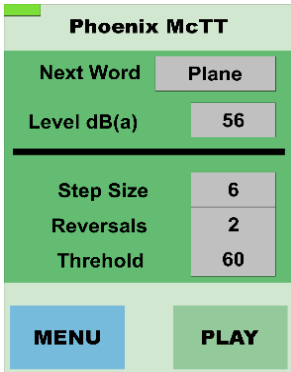 Phoenix McTT
Next Word Plane
Level dB(a) 56
Step Size 6
Reversals 2
Threhold 60
MENU PLAY